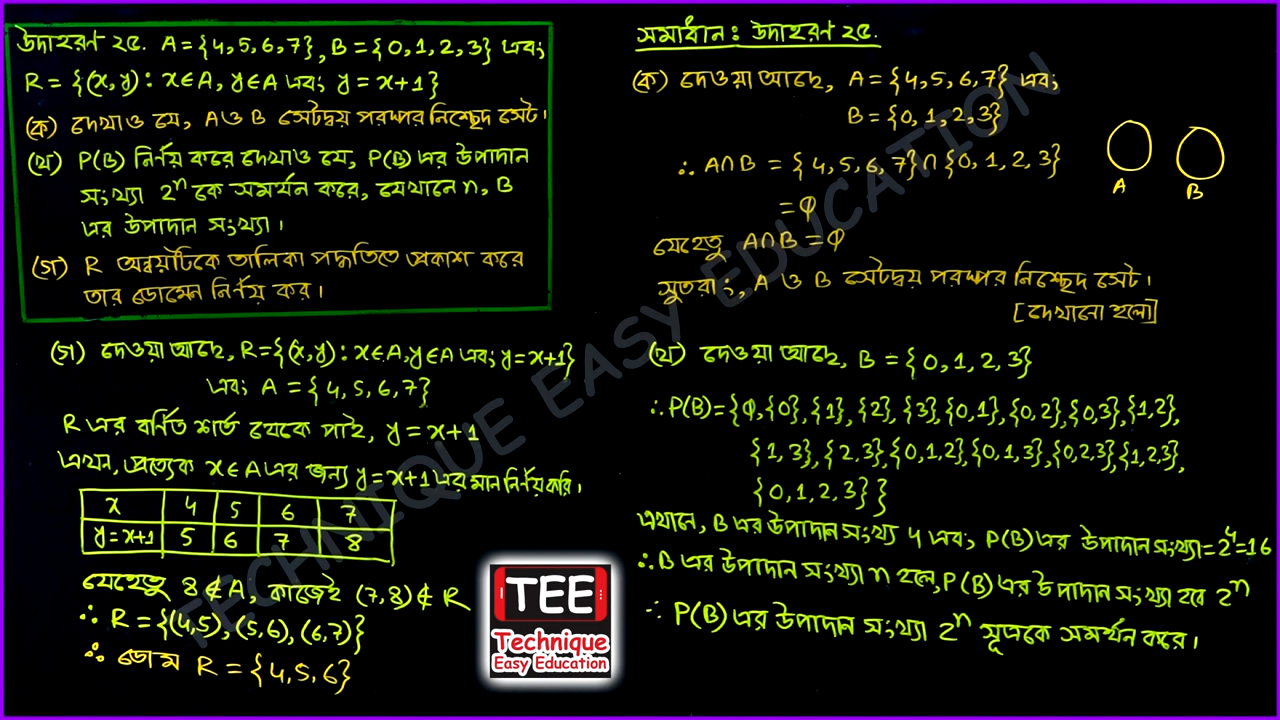 উদাহরণ ২৫. A={4,5,6,7}, B={0,1,2,3} এবং
R={(x,y): x∈A, y∈A এবং y=x+1}
(ক) দেখাও যে, A ও B সেটদ্বয় পরস্পর নিশ্ছেদ সেট।
(খ) P(B) নির্ণয় করে দেখাও যে, P(B) এর উপাদান
সংখ্যা 2ⁿ কে সমর্থন করে, যেখানে n, B
এর উপাদান সংখ্যা।
(গ) R অন্বয়টিকে তালিকা পদ্ধতিতে প্রকাশ করে
তার ডোমেন নির্ণয় কর।
সমাধান: উদাহরণ ২৫.
(ক) দেওয়া আছে, A={4,5,6,7} এবং
B={0,1,2,3}
∴ A∩B = {4,5,6,7}∩{0,1,2,3}
=φ
যেহেতু A∩B=φ
সুতরাং, A ও B সেটদ্বয় পরস্পর নিশ্ছেদ সেট।
[দেখানো হলো]
A B
(খ) দেওয়া আছে, B={0,1,2,3}
∴P(B)={φ,{0},{1},{2},{3},{0,1},{0,2},{0,3},{1,2},
{1,3},{2,3},{0,1,2},{0,1,3},{0,2,3},{1,2,3},
{0,1,2,3}}
এখানে, B এর উপাদান সংখ্য 4 এবং P(B) এর উপাদান সংখ্যা=2⁴=16
∴B এর উপাদান সংখ্যা n হলে, P(B) এর উপাদান সংখ্যা হবে 2ⁿ
∴ P(B) এর উপাদান সংখ্যা 2ⁿ সূত্রকে সমর্থন করে।
(গ) দেওয়া আছে, R={(x,y): x∈A, y∈A এবং y=x+1}
এবং A={4,5,6,7}
R এর বর্ণিত শর্ত থেকে পাই, y=x+1
এখন, প্রত্যেক x∈A এর জন্য y=x+1 এর মান নির্ণয় করি।
x 4 5 6 7
y=x+1 5 6 7 8
যেহেতু 8∉A, কাজেই (7,8)∉R
∴ R={(4,5),(5,6),(6,7)}
∴ ডোম R={4,5,6}
TECHNIQUE EASY EDUCATION
TEE
Technique
Easy Education